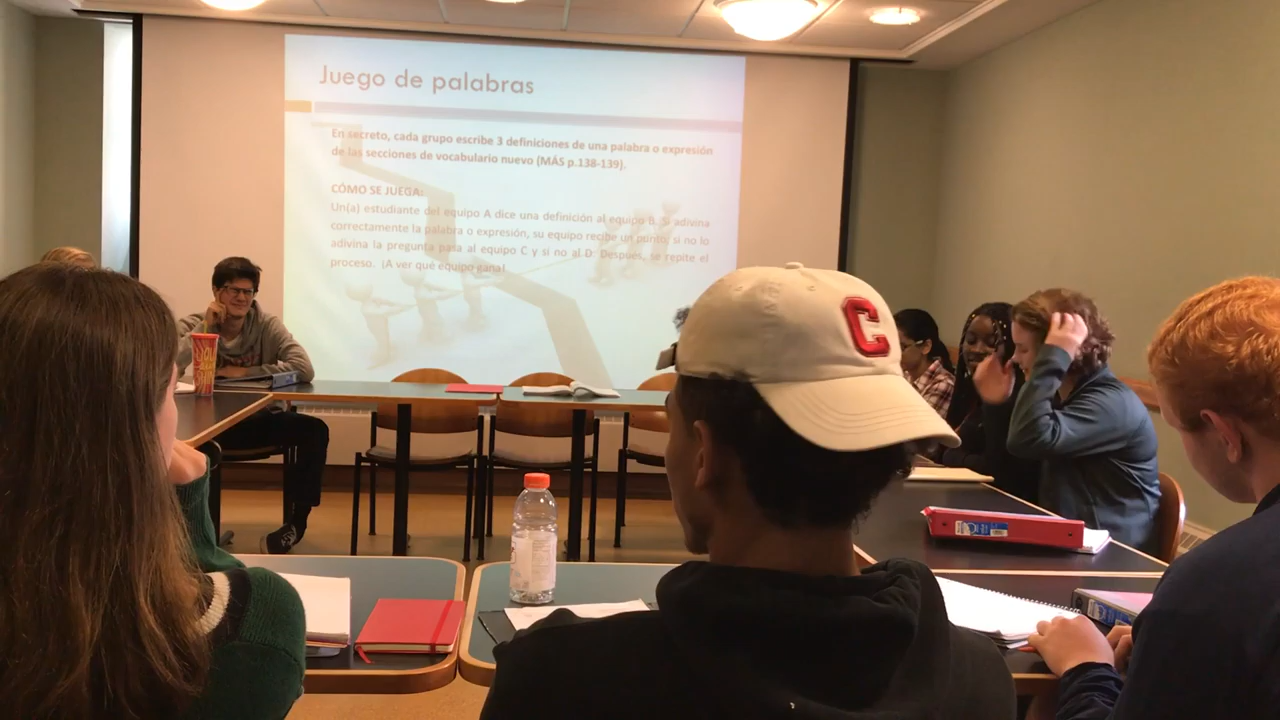 Juego de palabras
En secreto, cada grupo escribe 3 definiciones de una palabra o expresión
de las secciones de vocabulario nuevo (MÁS p.138-139).
CÓMO SE JUEGA:
Un(a) estudiante del equipo A dice una definición al equipo B. Si adivina
correctamente la palabra o expresión, su equipo recibe un punto; si no lo
adivina la pregunta pasa al equipo C y si no al D. Después, se repite el
proceso. ¡A ver qué equipo gana!
C